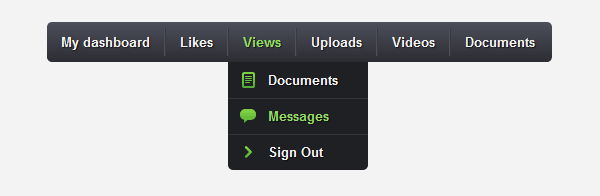 My dashboard Likes Views Uploads Videos Documents
Documents
Messages
Sign Out